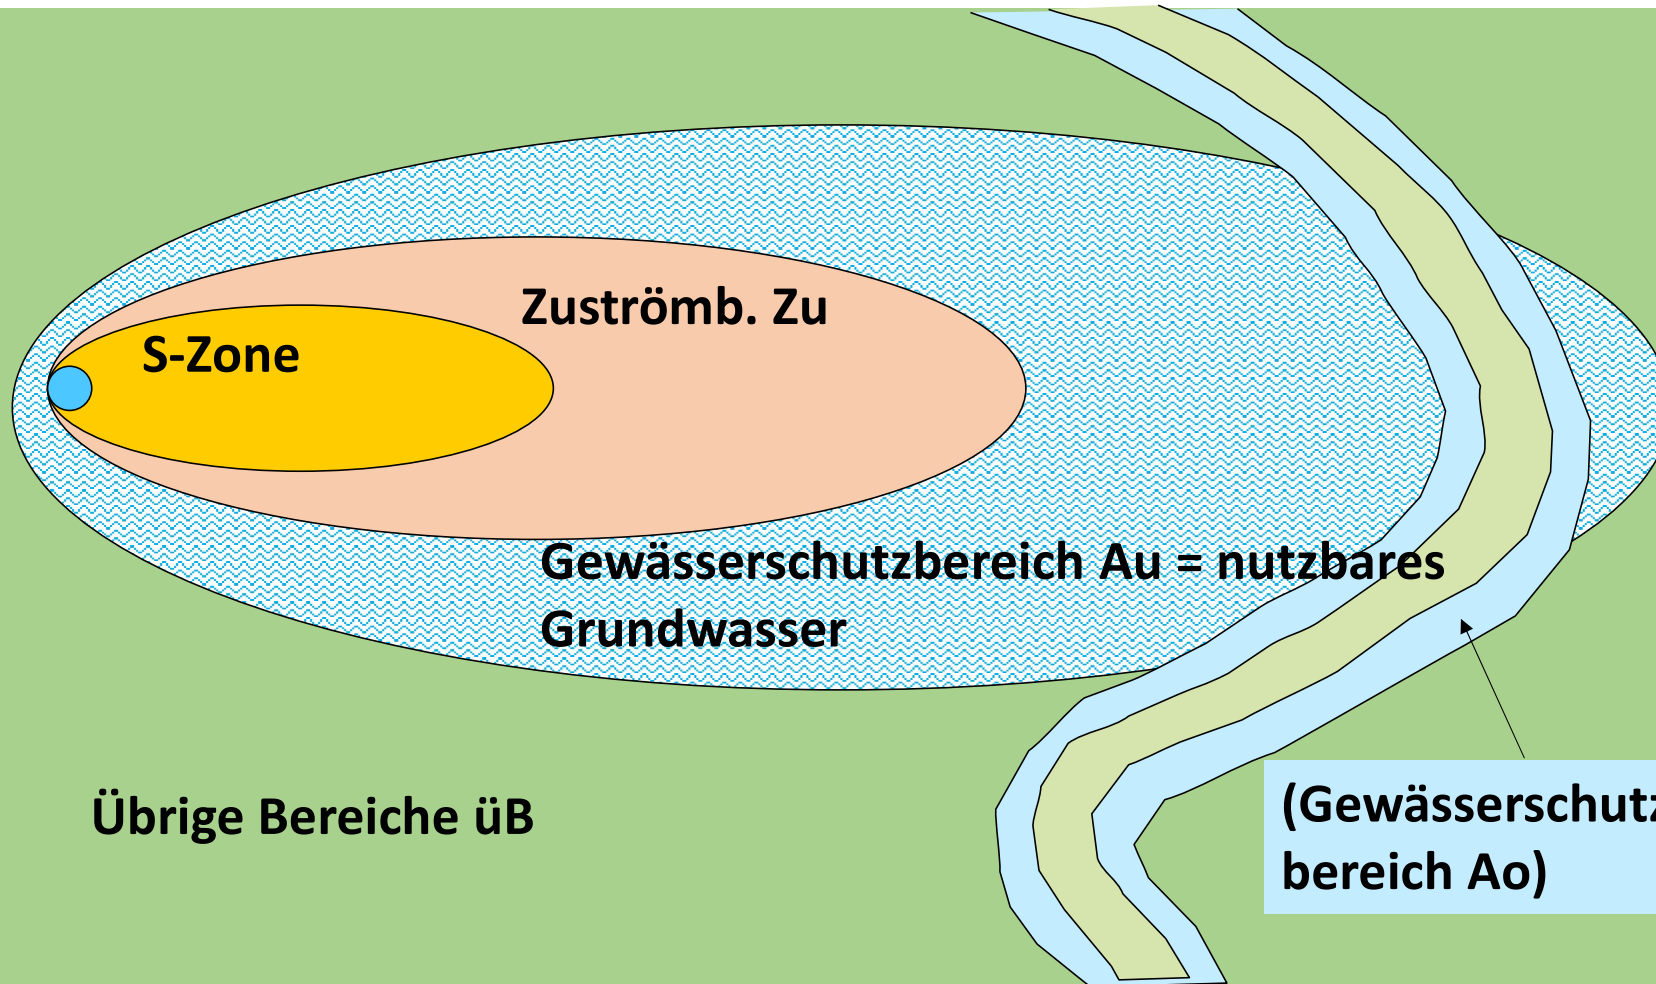 Zuströmb. Zu
S-Zone
Gewässerschutzbereich Au = nutzbares
Grundwasser
Übrige Bereiche üB
(Gewässerschutz
bereich Ao)